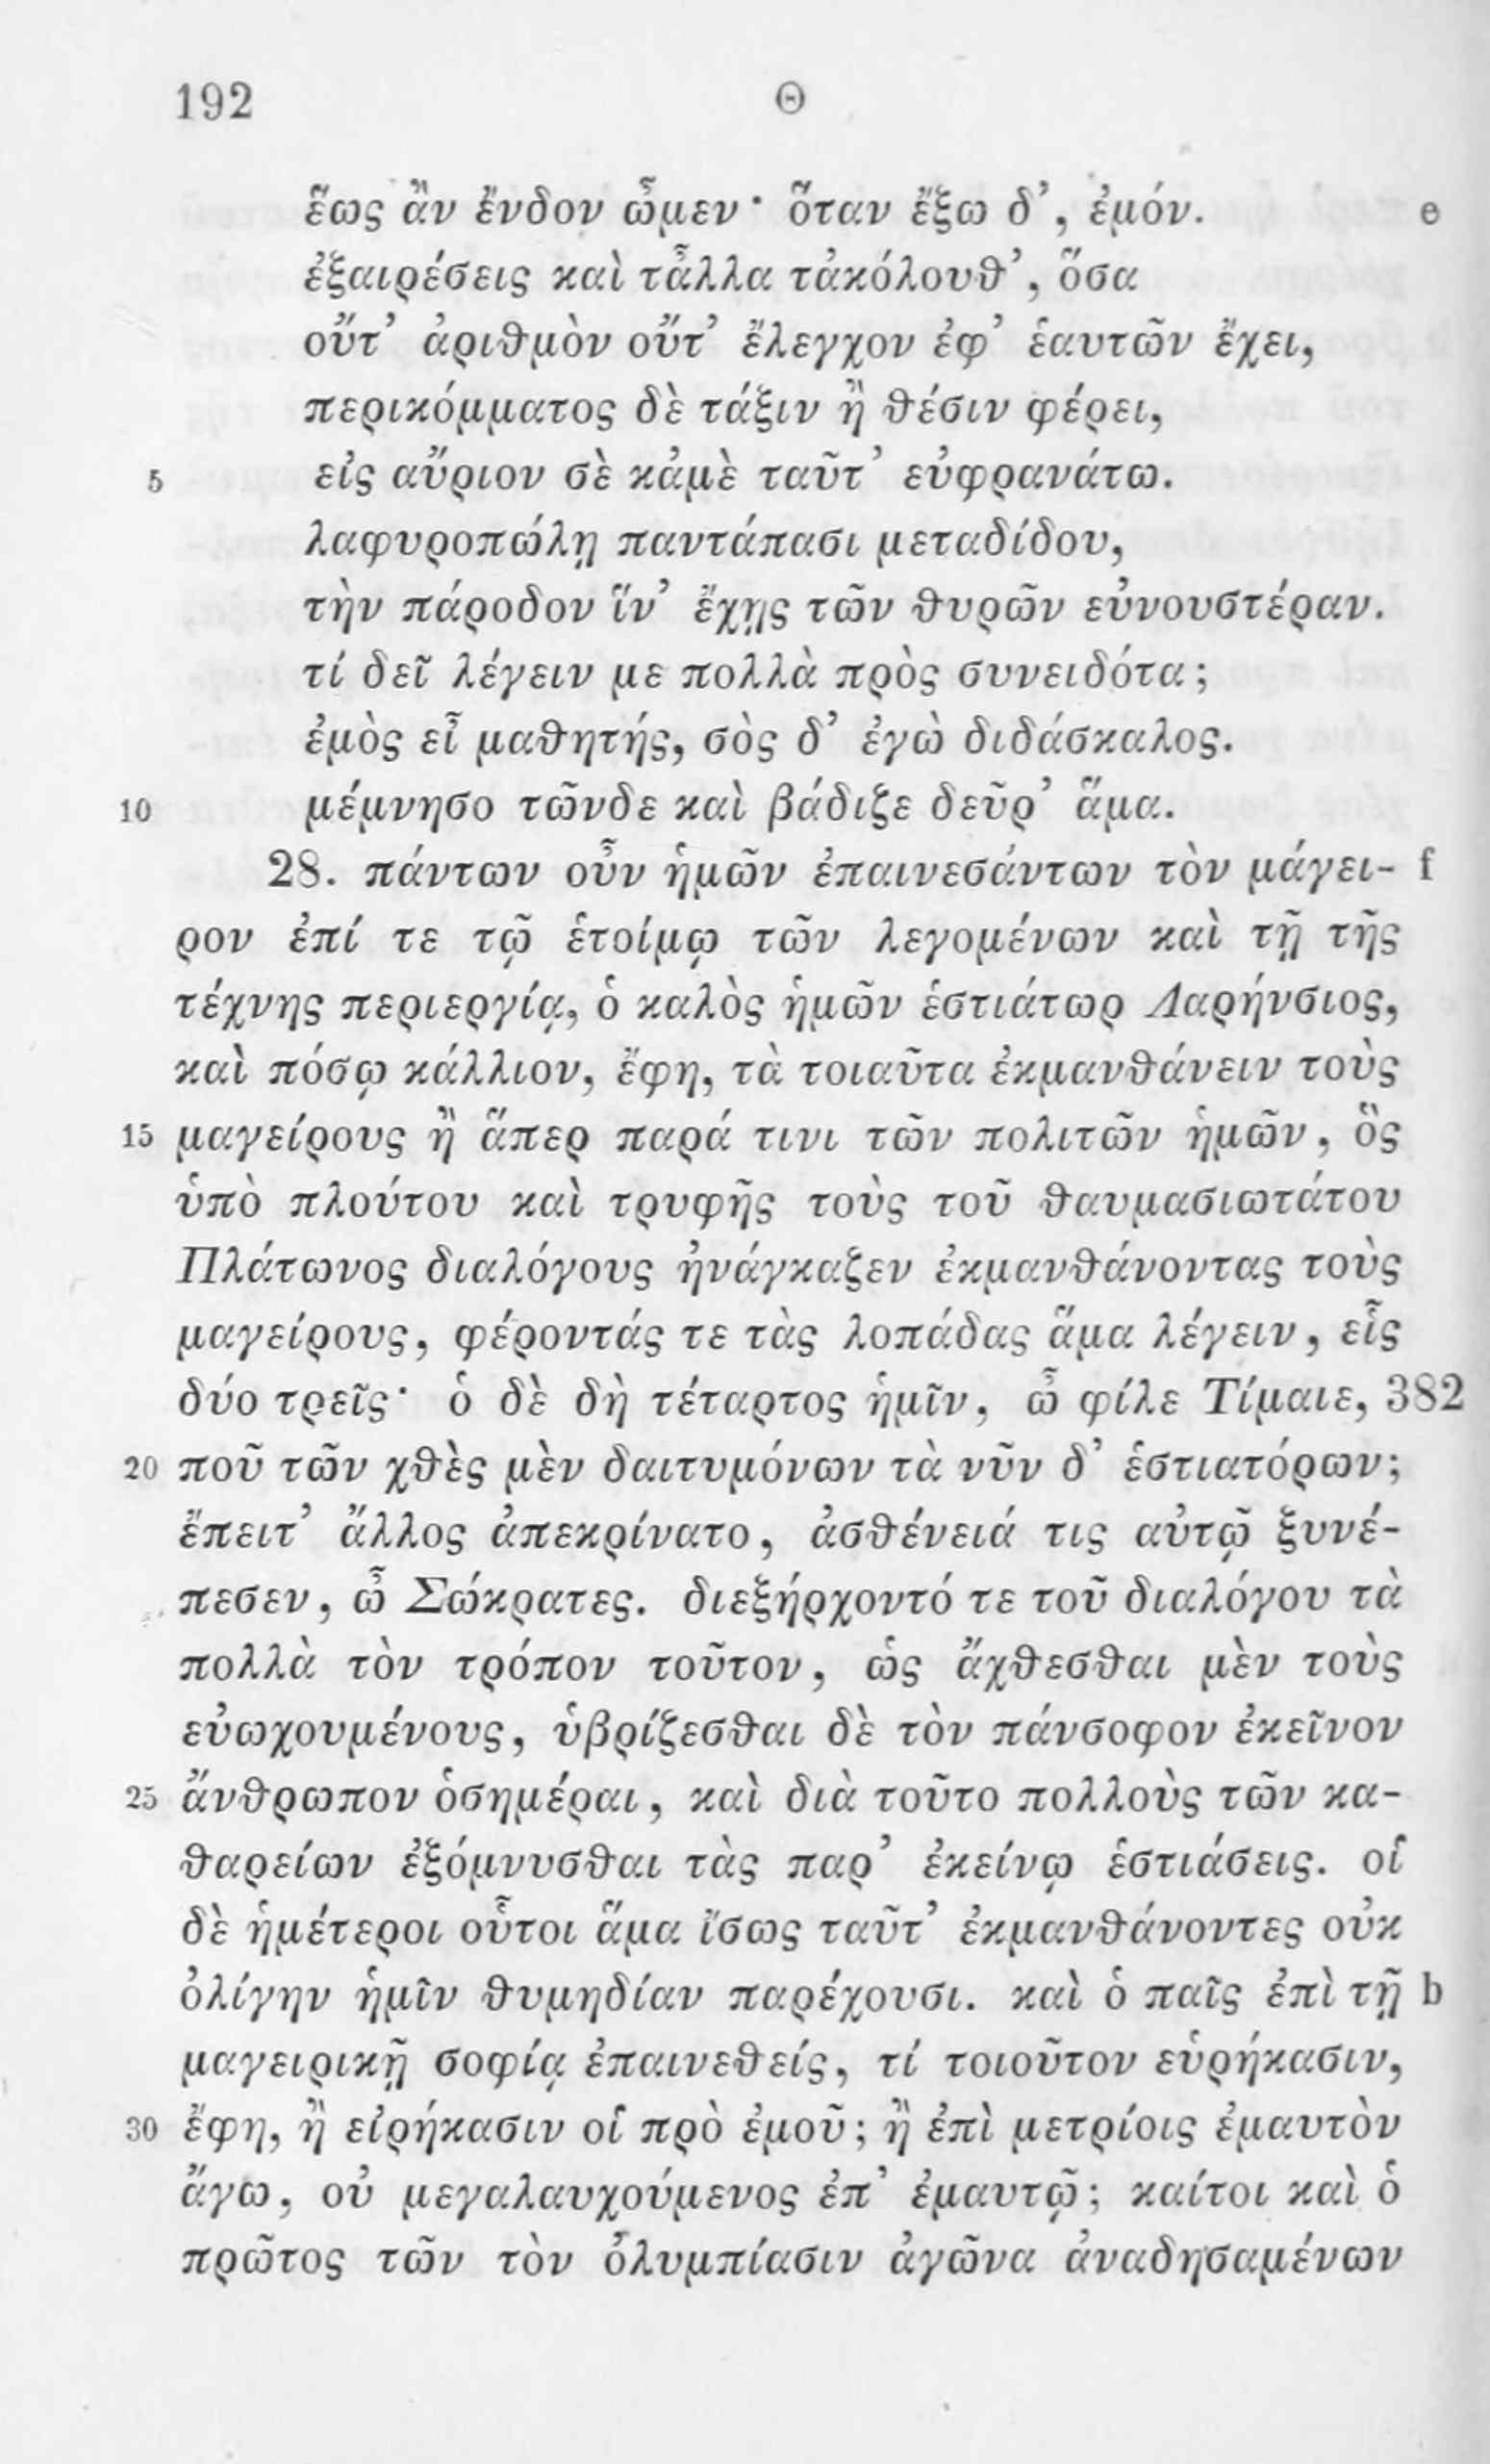 192 Θ
ἕως ἂν ἔνδον ὦμεν· ὅταν ἔξω δ’, ἐμόν. e
ἐξαιρέσεις καὶ τἆλλα τἀκόλουθ’, ὅσα
οὔτ’ ἀριθμὸν οὔτ’ ἔλεγχον ἐφ’ ἑαυτῶν ἔχει,
περικόμματος δὲ τάξιν ἢ θέσιν φέρει,
5 εἰς αὔριον σὲ κἀμὲ ταῦτ’ εὐφρανάτω.
λαφυροπώλῃ παντάπασι μεταδίδου,
τὴν πάροδον ἵν’ ἔχῃς τῶν θυρῶν εὐνουστέραν.
τί δεῖ λέγειν με πολλὰ πρὸς συνειδότα;
ἐμὸς εἶ μαθητής, σὸς δ’ ἐγὼ διδάσκαλος.
10 μέμνησο τῶνδε καὶ βάδιζε δεῦρ’ ἅμα.
28. πάντων οὖν ἡμῶν ἐπαινεσάντων τὸν μάγει- f
ρον ἐπί τε τῷ ἑτοίμῳ τῶν λεγομένων καὶ τῇ τῆς
τέχνης περιεργίᾳ, ὁ καλὸς ἡμῶν ἑστιάτωρ Λαρήνσιος,
καὶ πόσῳ κάλλιον, ἔφη, τὰ τοιαῦτα ἐκμανθάνειν τοὺς
15 μαγείρους ἢ ἅπερ παρά τινι τῶν πολιτῶν ἡμῶν, ὃς
ὑπὸ πλούτου καὶ τρυφῆς τοὺς τοῦ θαυμασιωτάτου
Πλάτωνος διαλόγους ἠνάγκαζεν ἐκμανθάνοντας τοὺς
μαγείρους, φέροντάς τε τὰς λοπάδας ἅμα λέγειν, εἷς
δύο τρεῖς· ὁ δὲ δὴ τέταρτος ἡμῖν, ὦ φίλε Τίμαιε, 382
20 ποῦ τῶν χθὲς μὲν δαιτυμόνων τὰ νῦν δ’ ἑστιατόρων;
ἔπειτ’ ἄλλος ἀπεκρίνατο, ἀσθένειά τις αὐτῷ ξυνέ-
πεσεν, ὦ Σώκρατες. διεξήρχοντό τε τοῦ διαλόγου τὰ
πολλὰ τὸν τρόπον τοῦτον, ὡς ἄχθεσθαι μὲν τοὺς
εὐωχουμένους, ὑβρίζεσθαι δὲ τὸν πάνσοφον ἐκεῖνον
25 ἄνθρωπον ὁσημέραι, καὶ διὰ τοῦτο πολλοὺς τῶν κα-
θαρείων ἐξόμνυσθαι τὰς παρ’ ἐκείνῳ ἑστιάσεις. οἱ
δὲ ἡμέτεροι οὗτοι ἅμα ἴσως ταῦτ’ ἐκμανθάνοντες οὐκ
ὀλίγην ἡμῖν θυμηδίαν παρέχουσι. καὶ ὁ παῖς ἐπὶ τῇ b
μαγειρικῇ σοφίᾳ ἐπαινεθείς, τί τοιοῦτον εὑρήκασιν,
30 ἔφη, ἢ εἰρήκασιν οἱ πρὸ ἐμοῦ; ἢ ἐπὶ μετρίοις ἐμαυτὸν
ἄγω, οὐ μεγαλαυχούμενος ἐπ’ ἐμαυτῷ; καίτοι καὶ ὁ
πρῶτος τῶν τὸν ὀλυμπίασιν ἀγῶνα ἀναδησαμένων